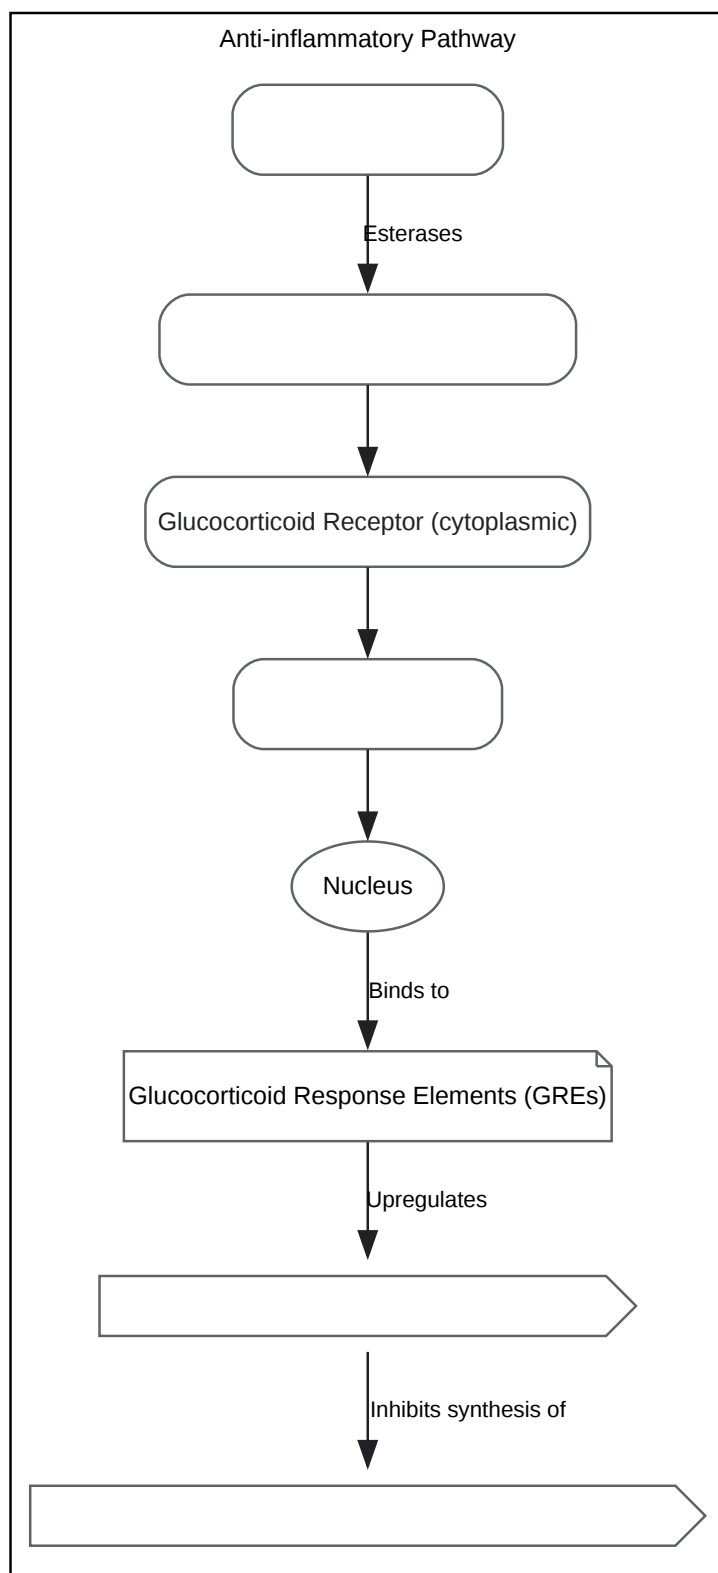 Anti-inflammatory Pathway
Esterases
Glucocorticoid Receptor (cytoplasmic)
Nucleus
Binds to
Glucocorticoid Response Elements (GREs)
Upregulates
Inhibits synthesis of